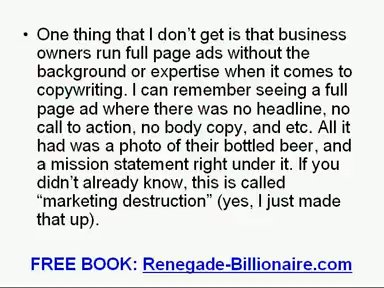 • One thing that I don't get is that business
owners run full page ads without the
background or expertise when it comes to
copywriting. I can remember seeing a full
page ad where there was no headline, no
call to action, no body copy, and etc. All it
had was a photo of their bottled beer, and
a mission statement right under it. If you
didn't already know, this is called
“marketing destruction” (yes, I just made
that up).
FREE BOOK: Renegade-Billionaire.com